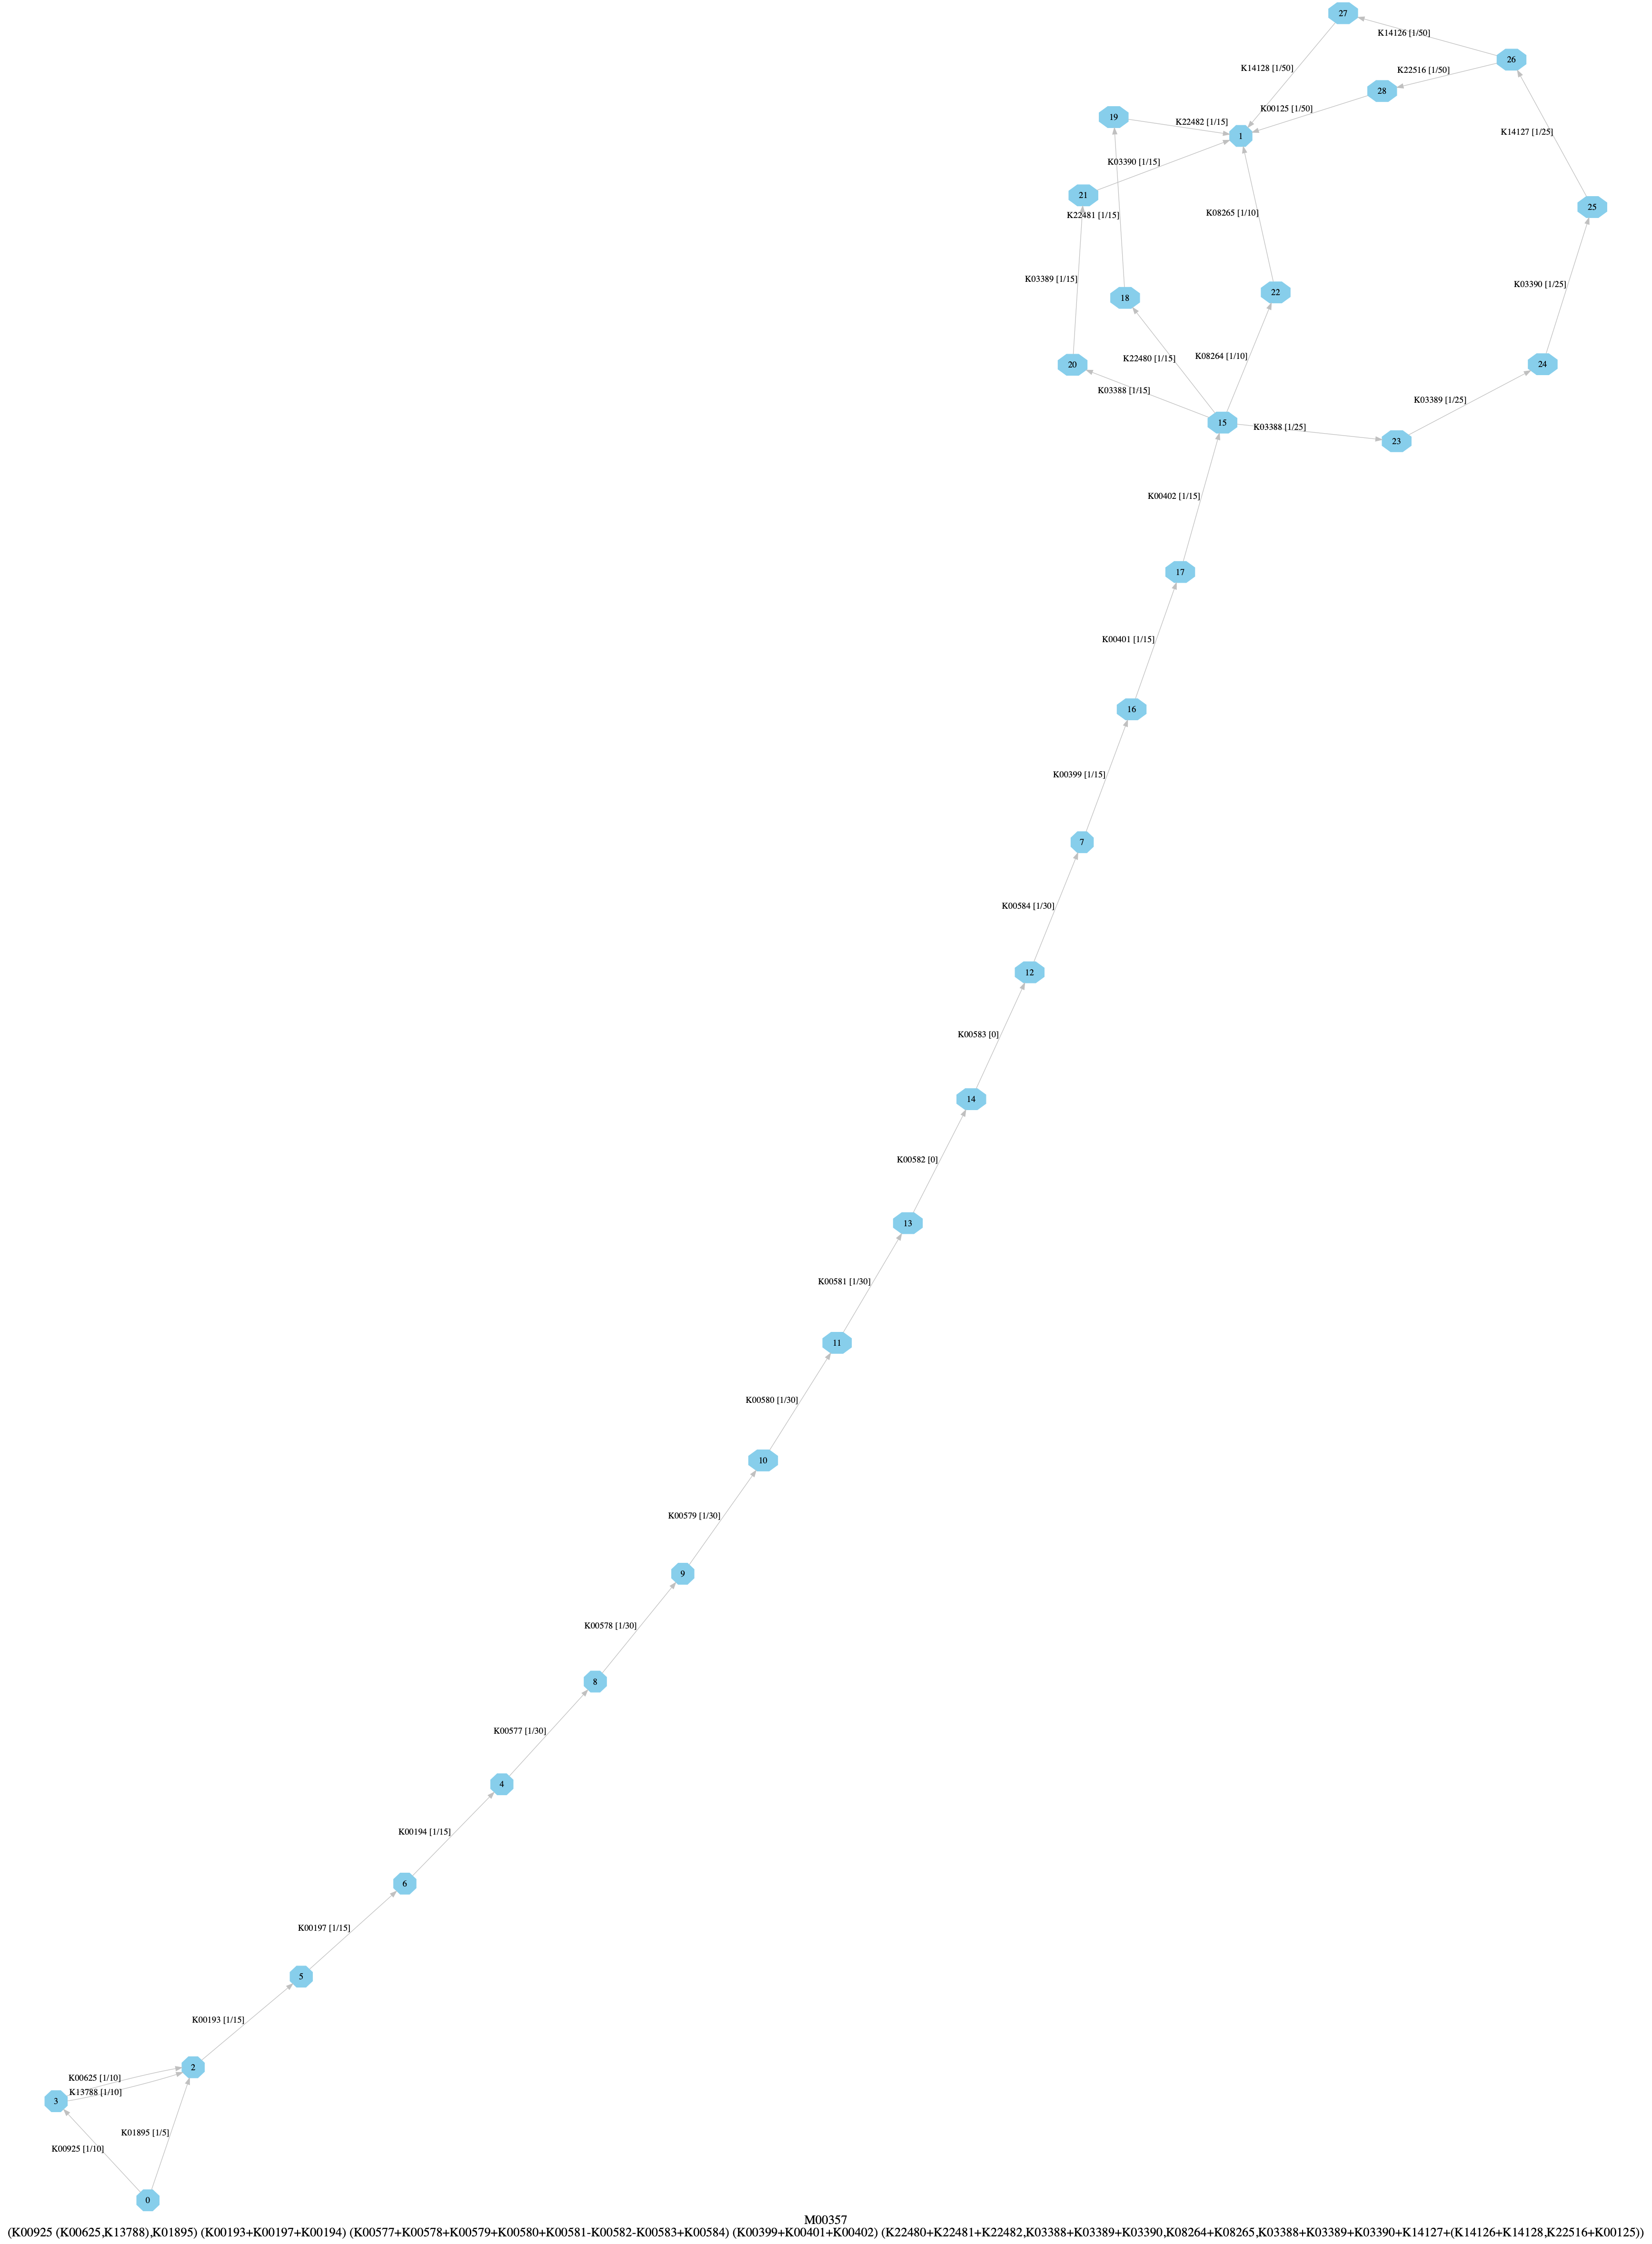 27
K14126 [1/50]
26
K14128 [1/50]
K22516 [1/50]
28
K00125 [1/50]
19
K22482 [1/15]
1
K14127 [1/25]
K03390 [1/15]
21
25
K22481 [1/15]
K08265 [1/10]
K03389 [1/15]
K03390 [1/25]
18
22
K22480 [1/15]
K08264 [1/10]
20
24
K03388 [1/15]
K03389 [1/25]
15
K03388 [1/25]
23
K00402 [1/15]
17
K00401 [1/15]
16
K00399 [1/15]
7
K00584 [1/30]
12
K00583 [0]
14
K00582 [0]
13
K00581 [1/30]
11
K00580 [1/30]
10
K00579 [1/30]
9
K00578 [1/30]
8
K00577 [1/30]
4
K00194 [1/15]
6
K00197 [1/15]
5
K00193 [1/15]
2
K00625 [1/10]
K13788 [1/10]
3
K01895 [1/5]
K00925 [1/10]
0
M00357
(K00925 (K00625,K13788),K01895) (K00193+K00197+K00194) (K00577+K00578+K00579+K00580+K00581-K00582-K00583+K00584) (K00399+K00401+K00402) (K22480+K22481+K22482,K03388+K03389+K03390,K08264+K08265,K03388+K03389+K03390+K14127+(K14126+K14128,K22516+K00125))